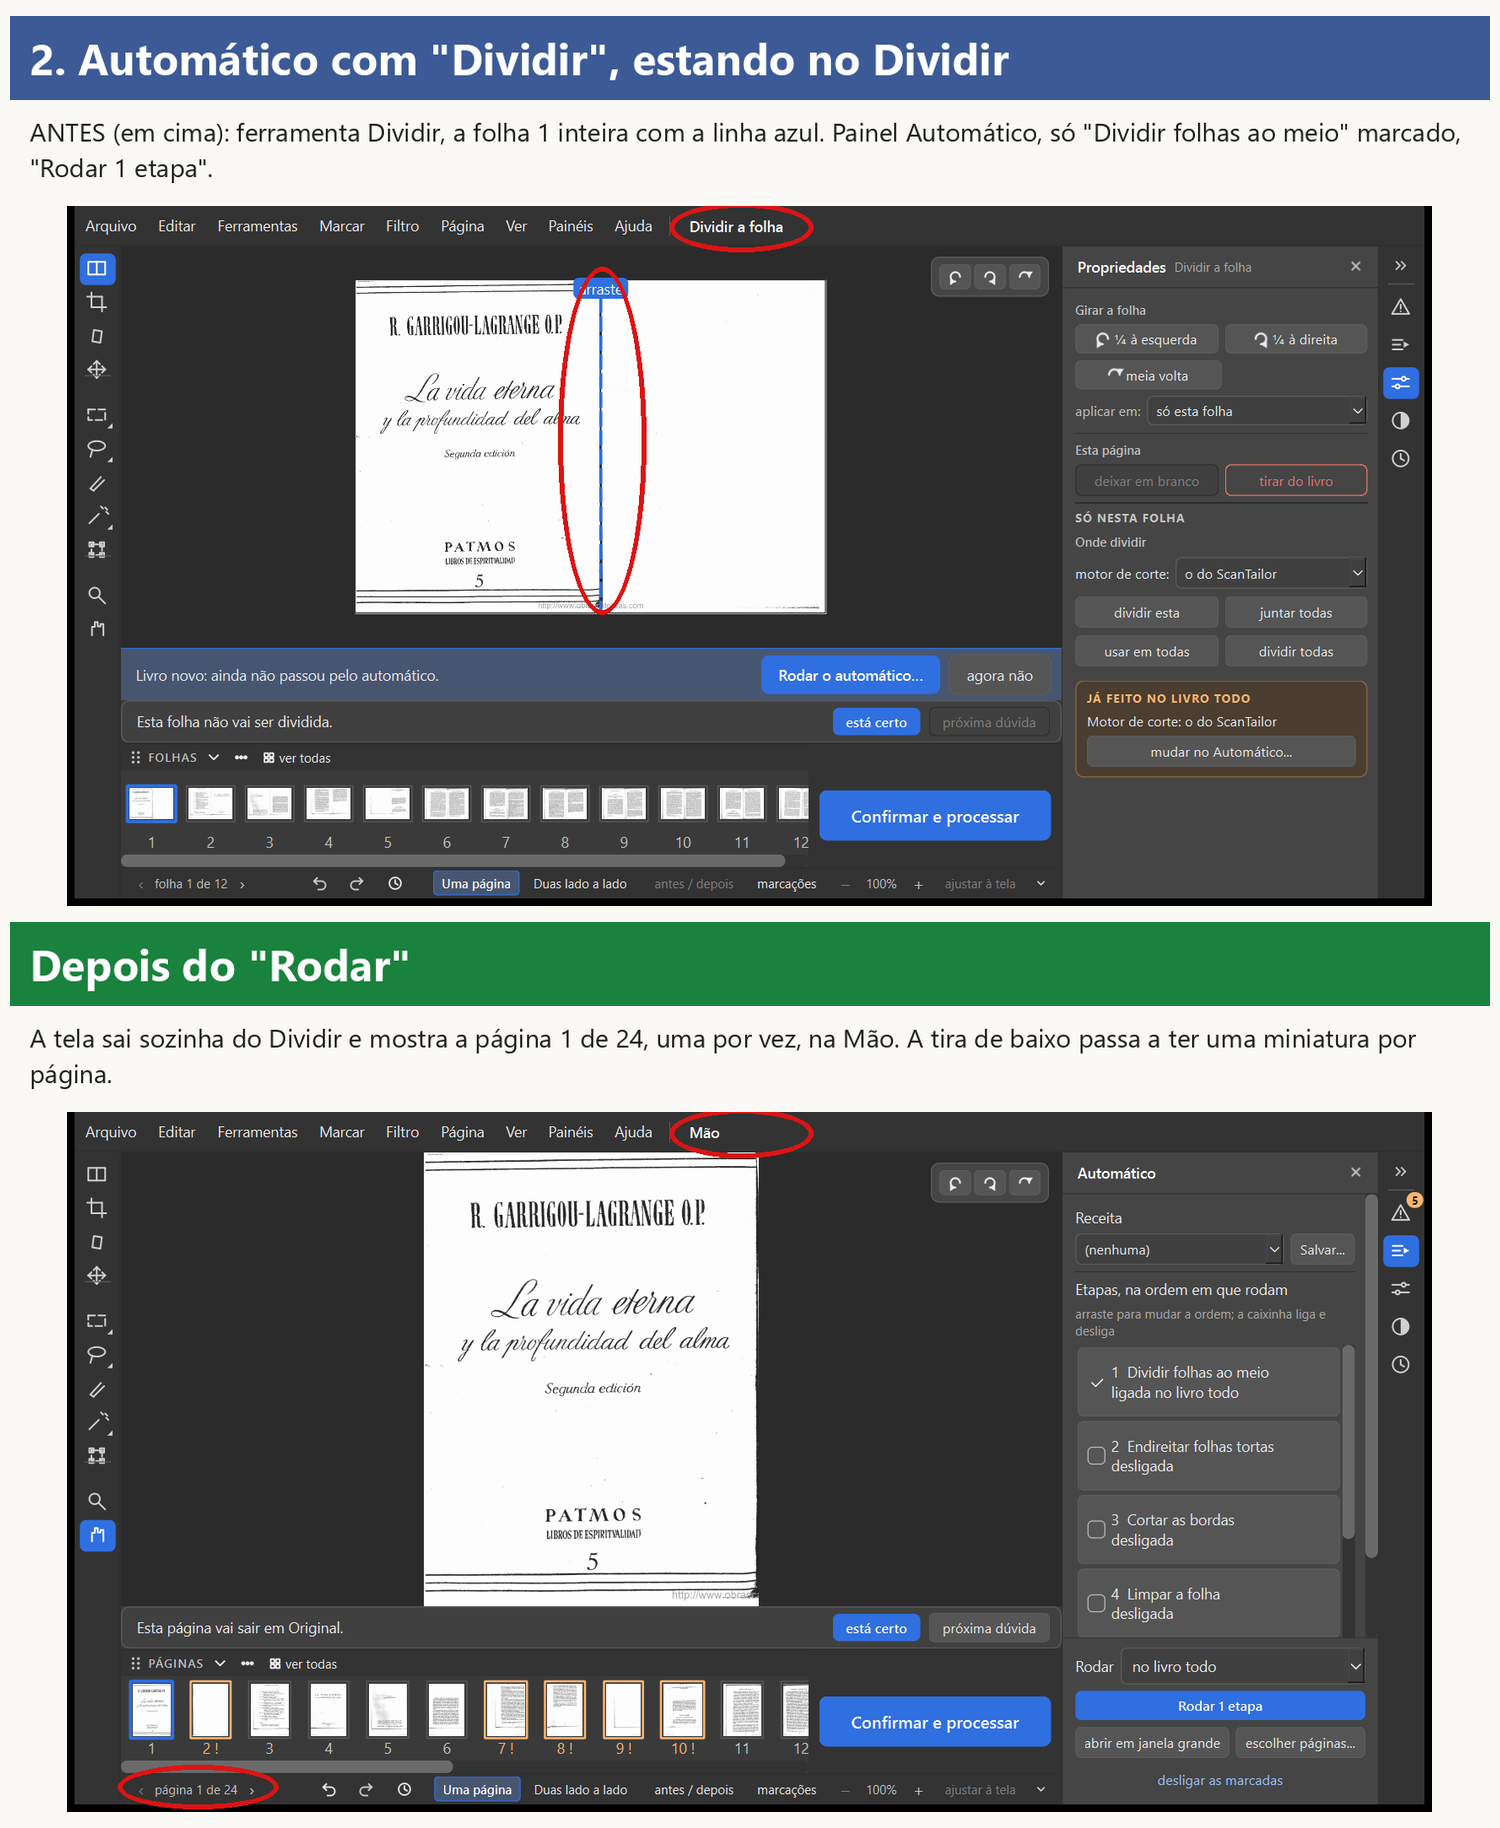 2. Automático com "Dividir", estando no Dividir
ANTES (em cima): ferramenta Dividir, a folha 1 inteira com a linha azul. Painel Automático, só "Dividir folhas ao meio" marcado,
"Rodar 1 etapa".
Arquivo Editar Ferramentas Marcar Filtro Página Ver Painéis Ajuda Dividir a folha
Propriedades Dividir a folha
arraste
Girar a folha
R. GARRIGOU-LAGRANGE O.P.
¼ à esquerda ¼ à direita
meia volta
La vida eterna
aplicar em: só esta folha
y la profundidad del alma
Esta página
Segunda edición
deixar em branco tirar do livro
SÓ NESTA FOLHA
Onde dividir
PATMOS
LIBROS DE ESPIRITVALIDAD
motor de corte: o do ScanTailor
5
dividir esta juntar todas
usar em todas dividir todas
Livro novo: ainda não passou pelo automático. Rodar o automático... agora não
JÁ FEITO NO LIVRO TODO
Motor de corte: o do ScanTailor
Esta folha não vai ser dividida. está certo próxima dúvida
mudar no Automático...
FOLHAS ver todas
Confirmar e processar
1 2 3 4 5 6 7 8 9 10 11 12
folha 1 de 12 Uma página Duas lado a lado antes / depois marcações 100% ajustar à tela
Depois do "Rodar"
A tela sai sozinha do Dividir e mostra a página 1 de 24, uma por vez, na Mão. A tira de baixo passa a ter uma miniatura por
página.
Arquivo Editar Ferramentas Marcar Filtro Página Ver Painéis Ajuda Mão
Automático
5
R. GARRIGOU-LAGRANGE O.P.
Receita
(nenhuma) Salvar...
Etapas, na ordem em que rodam
La vida eterna
arraste para mudar a ordem; a caixinha liga e
desliga
y la profundidad del alma
1 Dividir folhas ao meio
ligada no livro todo
Segunda edición
2 Endireitar folhas tortas
desligada
PATMOS
LIBROS DE ESPIRITVALIDAD
3 Cortar as bordas
desligada
5
http://www.obras
4 Limpar a folha
desligada
Esta página vai sair em Original. está certo próxima dúvida
PÁGINAS ver todas
Rodar no livro todo
Rodar 1 etapa
Confirmar e processar
abrir em janela grande escolher páginas...
1 2 ! 3 4 5 6 7 ! 8 ! 9 ! 10 ! 11 12
desligar as marcadas
página 1 de 24 Uma página Duas lado a lado antes / depois marcações 100% ajustar à tela